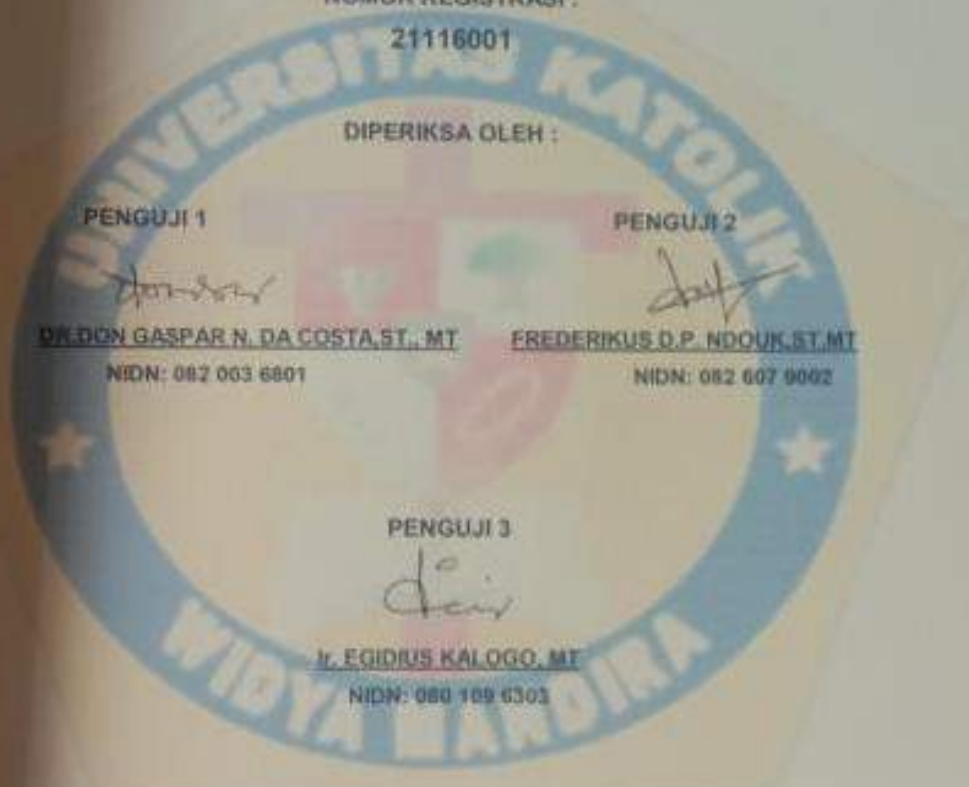 NOMOR REGISTRASI :
21116001
DIPERIKSA OLEH :
PENGUJI 1
PENGUJI 2
DR.DON GASPAR N. DA COSTA,ST., MT
FREDERIKUS D.P. NDOUK,ST.MT
NIDN: 082 003 6801
NIDN: 082 607 9002
PENGUJI 3
Ir. EGIDIUS KALOGO, MT
NIDN: 080 109 6303
UNIVERSITAS KATOLIK
WIDYA MANDIRA